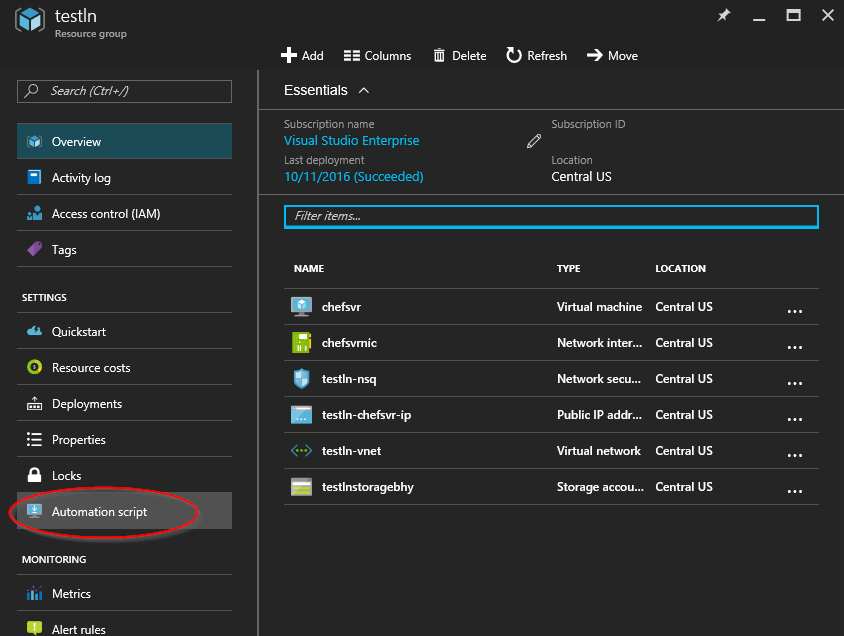 testln
Resource group
Add
Columns
Delete
Refresh
Move
Search (Ctrl+/)
Overview
Activity log
Access control (IAM)
Tags
SETTINGS
Quickstart
Resource costs
Deployments
Properties
Locks
Automation script
MONITORING
Metrics
Alert rules
Essentials
Subscription name
Visual Studio Enterprise
Subscription ID
Last deployment
10/11/2016 (Succeeded)
Location
Central US
Filter items...
NAME TYPE LOCATION
chefsvr Virtual machine Central US ...
chefsvrnic Network inter... Central US ...
testln-nsq Network secu... Central US ...
testln-chefsvr-ip Public IP addr... Central US ...
testln-vnet Virtual network Central US ...
testlnstoragebhy Storage accou... Central US ...